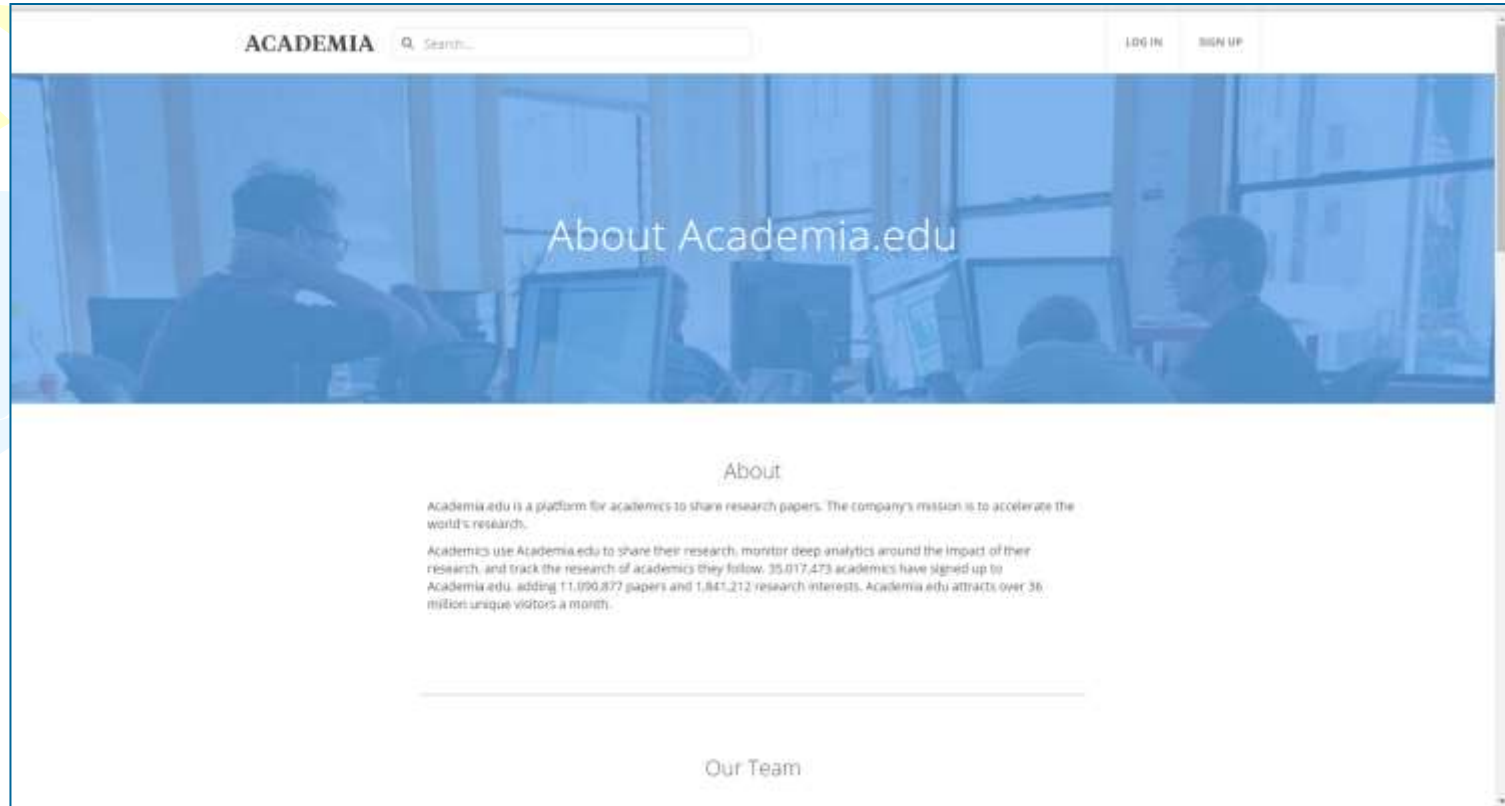 ACADEMIA
Search...
LOG IN
SIGN UP
About Academia.edu
About
Academia.edu is a platform for academics to share research papers. The company's mission is to accelerate the
world's research.
Academics use Academia.edu to share their research, monitor deep analytics around the impact of their
research, and track the research of academics they follow. 35,017,473 academics have signed up to
Academia.edu, adding 11,090,877 papers and 1,841,212 research interests. Academia.edu attracts over 36
million unique visitors a month.
Our Team